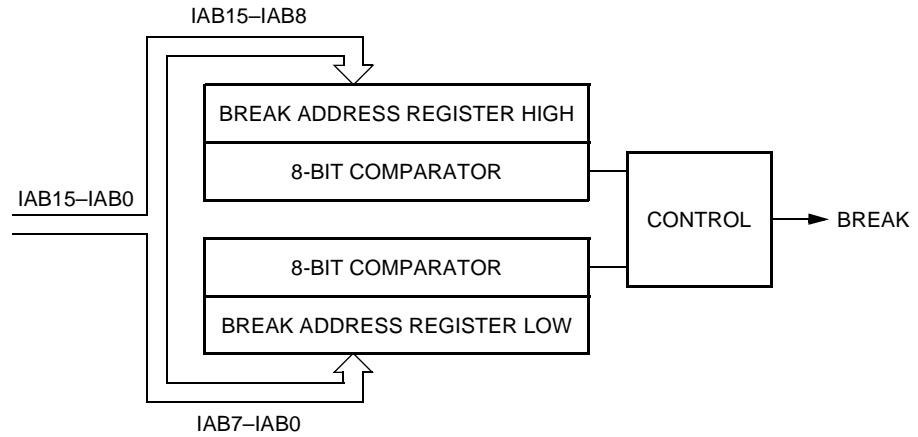 IAB15–IAB8
BREAK ADDRESS REGISTER HIGH
8-BIT COMPARATOR
IAB15–IAB0
CONTROL
BREAK
8-BIT COMPARATOR
BREAK ADDRESS REGISTER LOW
IAB7–IAB0